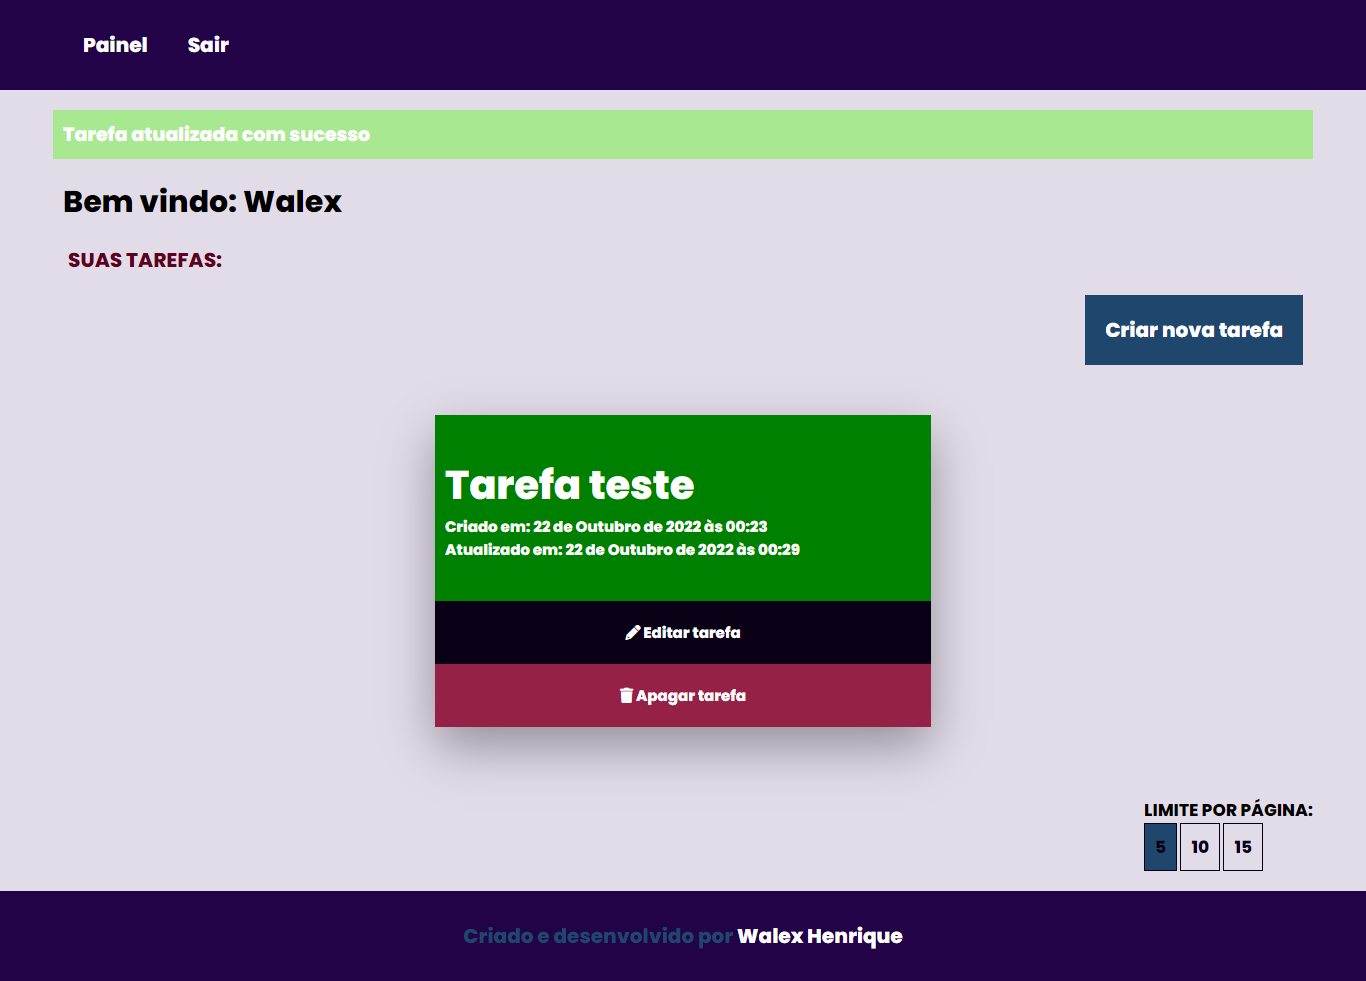 Painel Sair
Tarefa atualizada com sucesso
Bem vindo: Walex
SUAS TAREFAS:
Criar nova tarefa
Tarefa teste
Criado em: 22 de Outubro de 2022 às 00:23
Atualizado em: 22 de Outubro de 2022 às 00:29
Editar tarefa
Apagar tarefa
LIMITE POR PÁGINA:
5 10 15
Criado e desenvolvido por Walex Henrique